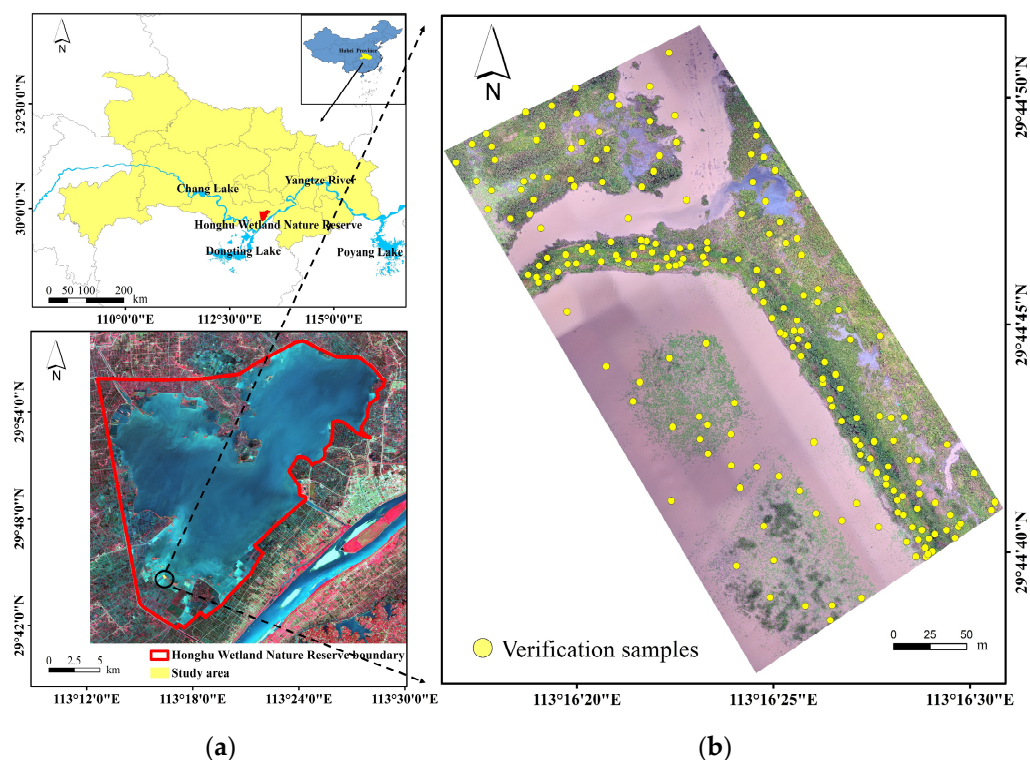 N
Hubei Province
32°30'0"N
30°0'0"N
Chang Lake
Yangtze River
Honghu Wetland Nature Reserve
Dongting Lake
Poyang Lake
0 50 100 200
km
110°0'0"E 112°30'0"E 115°0'0"E
N
29°54'0"N
29°48'0"N
29°42'0"N
0 2.5 5
km
Honghu Wetland Nature Reserve boundary
Study area
113°12'0"E 113°18'0"E 113°24'0"E 113°30'0"E
(a)
N
29°44'50"N
29°44'45"N
29°44'40"N
Verification samples
0 25 50
m
113°16'20"E 113°16'25"E 113°16'30"E
(b)